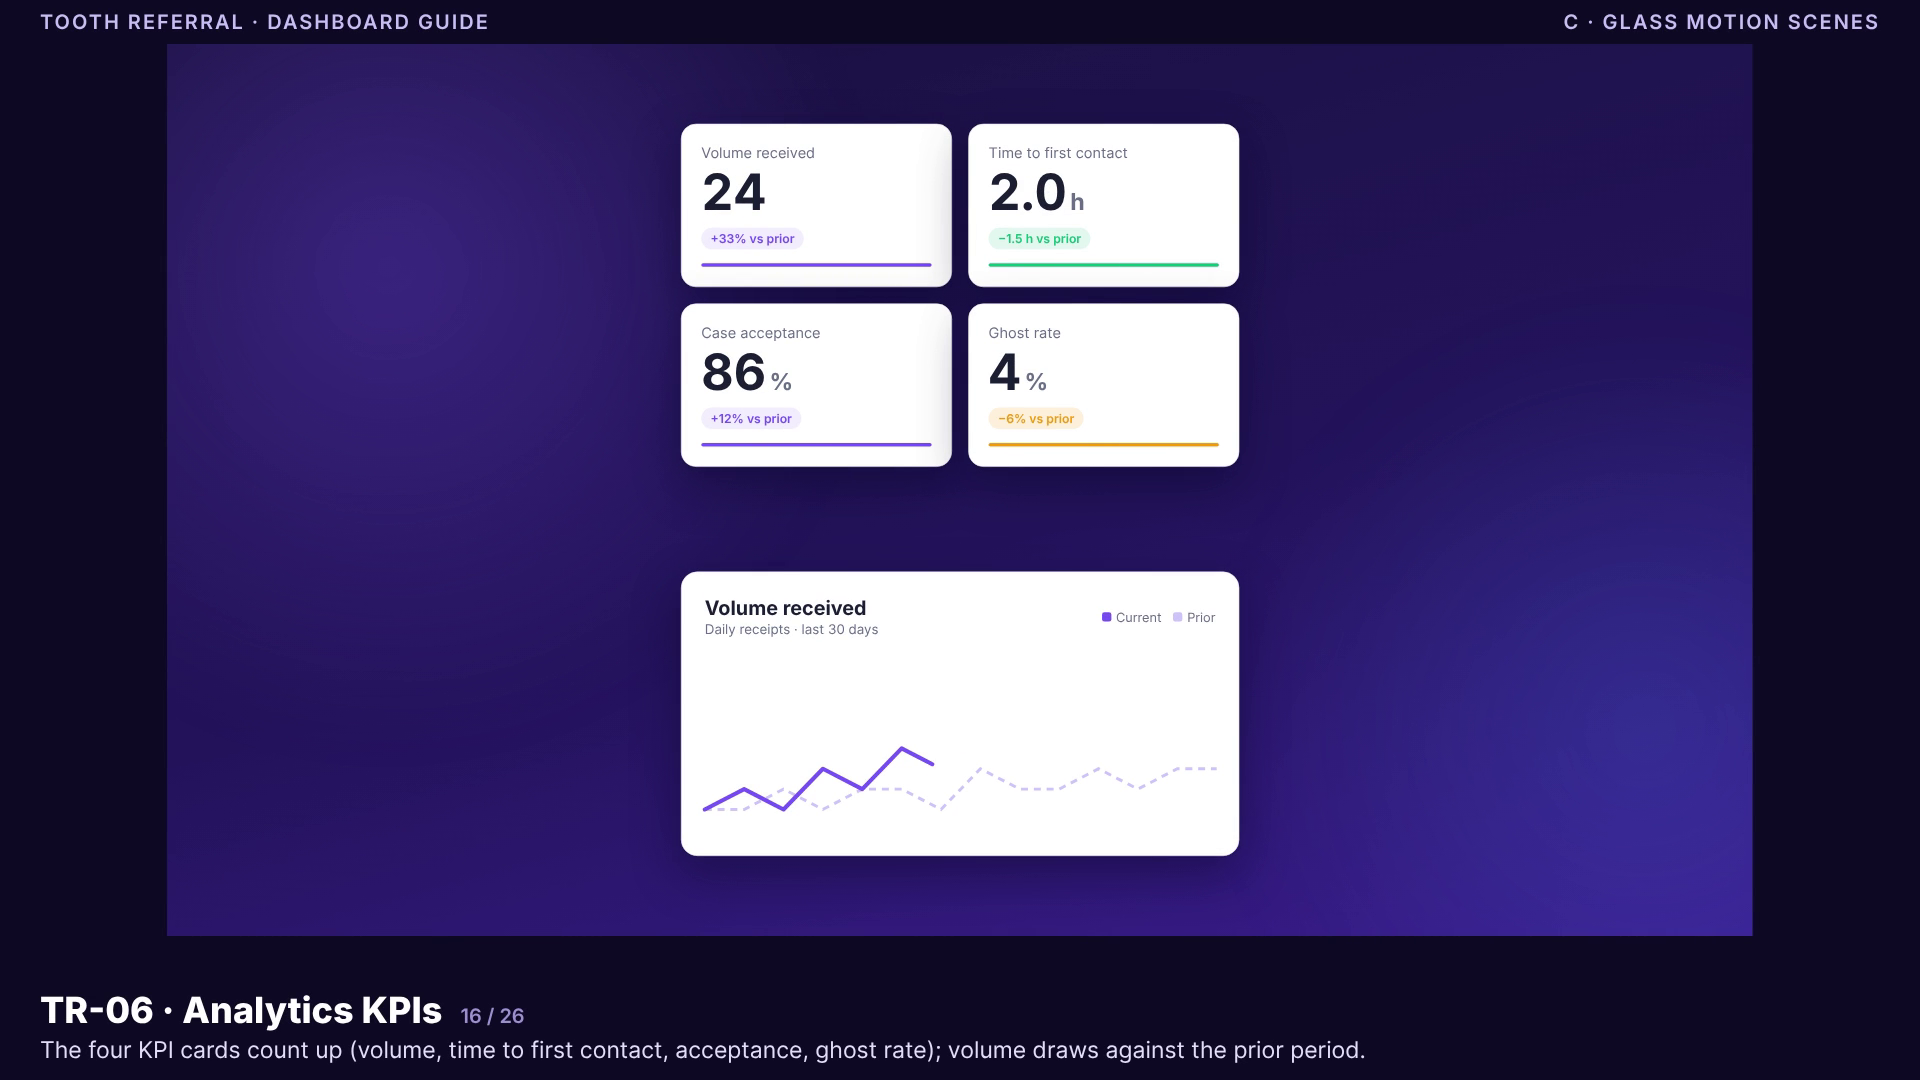 TOOTH REFERRAL · DASHBOARD GUIDE
C · GLASS MOTION SCENES
Volume received
24
+33% vs prior
Time to first contact
2.0 h
−1.5 h vs prior
Case acceptance
86 %
+12% vs prior
Ghost rate
4 %
−6% vs prior
Volume received
Daily receipts · last 30 days
Current
Prior
TR-06 · Analytics KPIs 16 / 26
The four KPI cards count up (volume, time to first contact, acceptance, ghost rate); volume draws against the prior period.